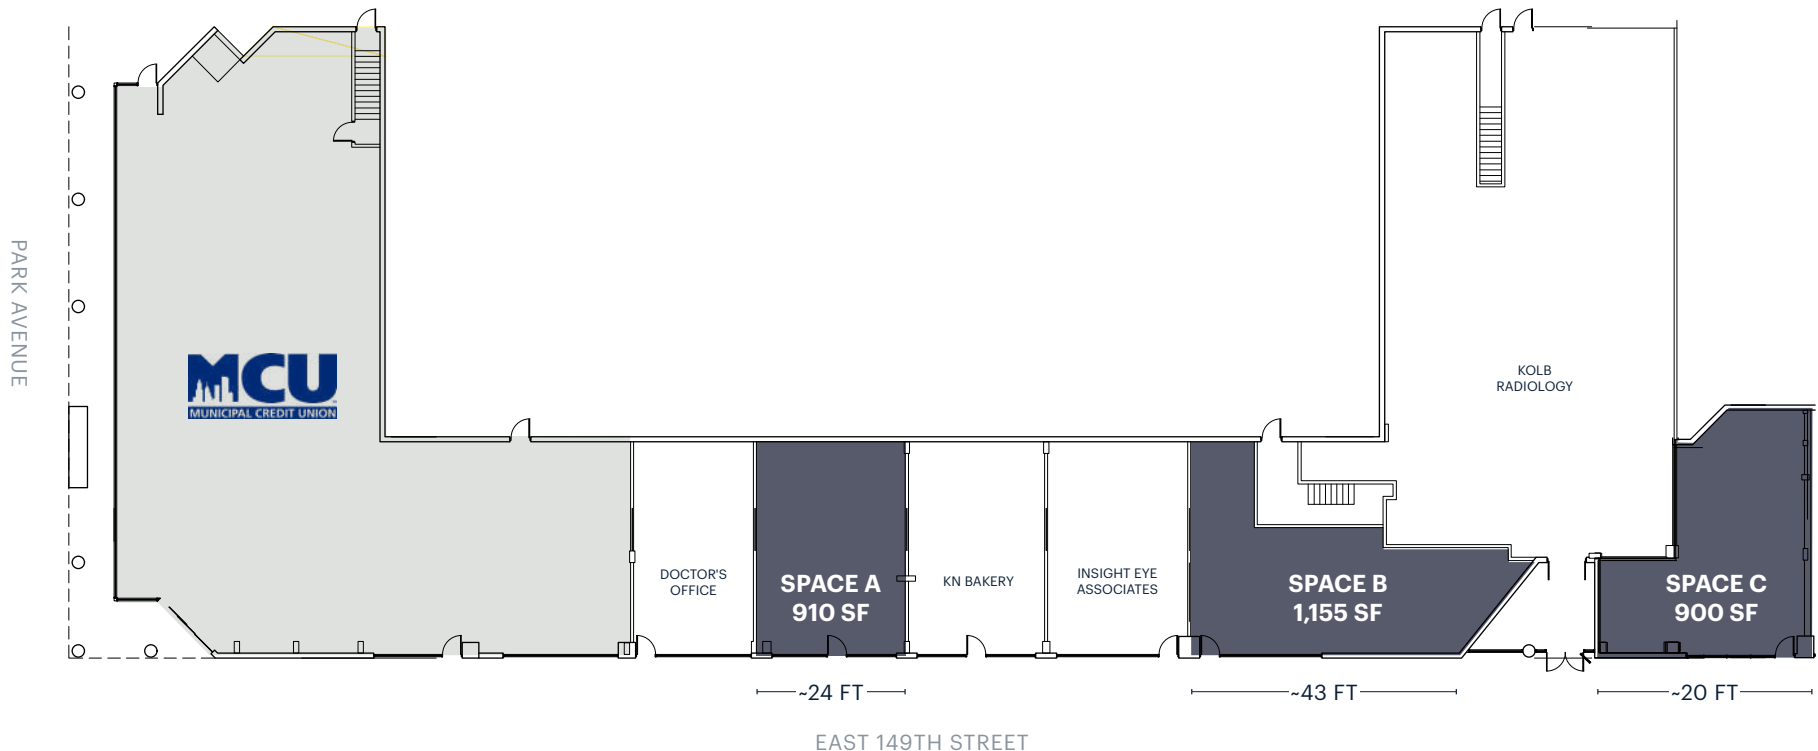 PARK AVENUE
MCU
MUNICIPAL CREDIT UNION
KOLB
RADIOLOGY
DOCTOR'S
OFFICE
SPACE A
910 SF
KN BAKERY
INSIGHT EYE
ASSOCIATES
SPACE B
1,155 SF
SPACE C
900 SF
~24 FT
~43 FT
~20 FT
EAST 149TH STREET